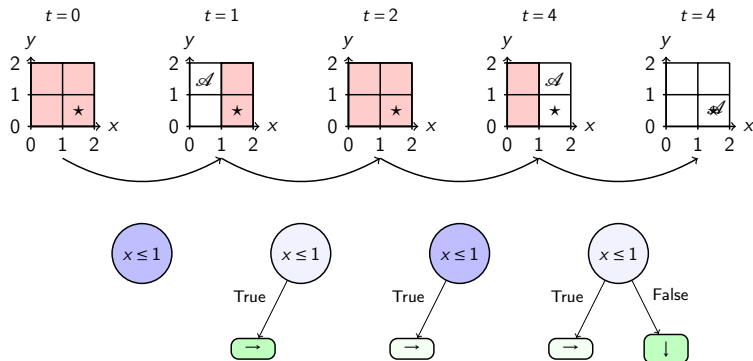 t = 0 t = 1 t = 2 t = 4 t = 4
y y y y y
2 2 2 2 2
𝒜 𝒜
1 1 1 1 1
⋆ ⋆ ⋆ ⋆ ⋆ 𝒜
0 x 0 x 0 x 0 x 0 x
0 1 2 0 1 2 0 1 2 0 1 2 0 1 2
x ≤ 1 x ≤ 1 x ≤ 1 x ≤ 1
True True True False
→ → → ↓